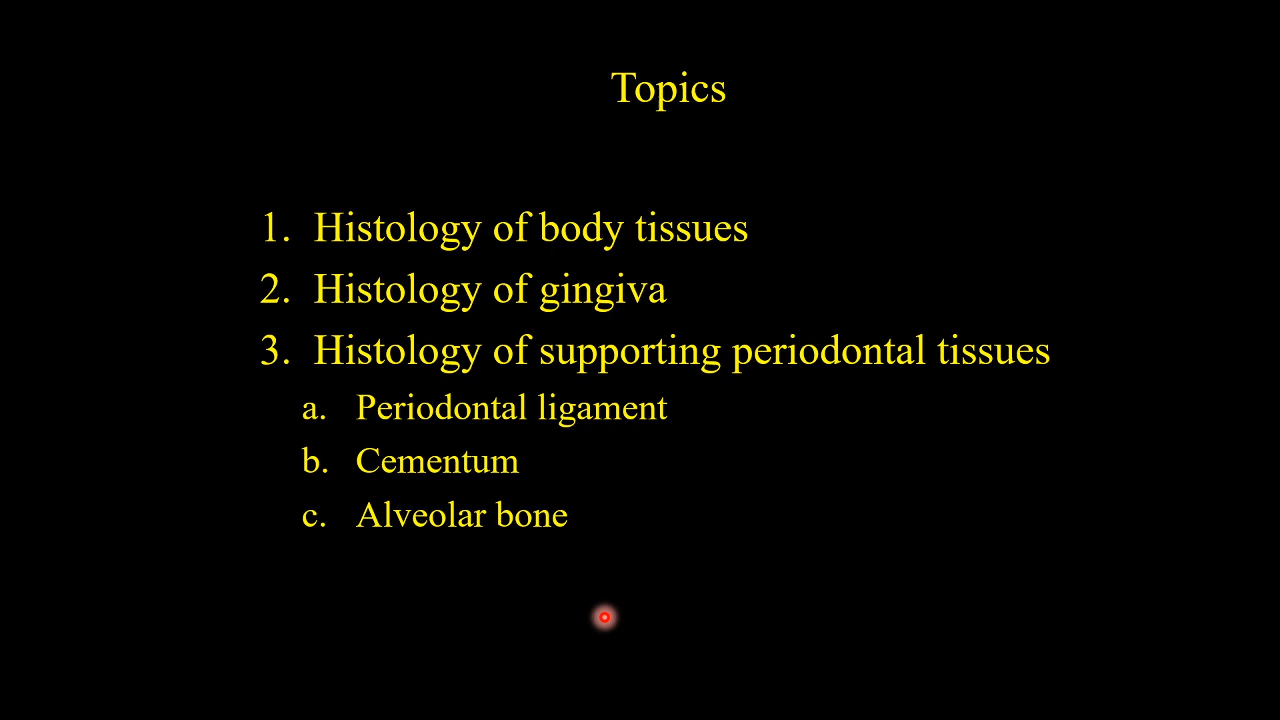 Topics
1. Histology of body tissues
2. Histology of gingiva
3. Histology of supporting periodontal tissues
a. Periodontal ligament
b. Cementum
c. Alveolar bone